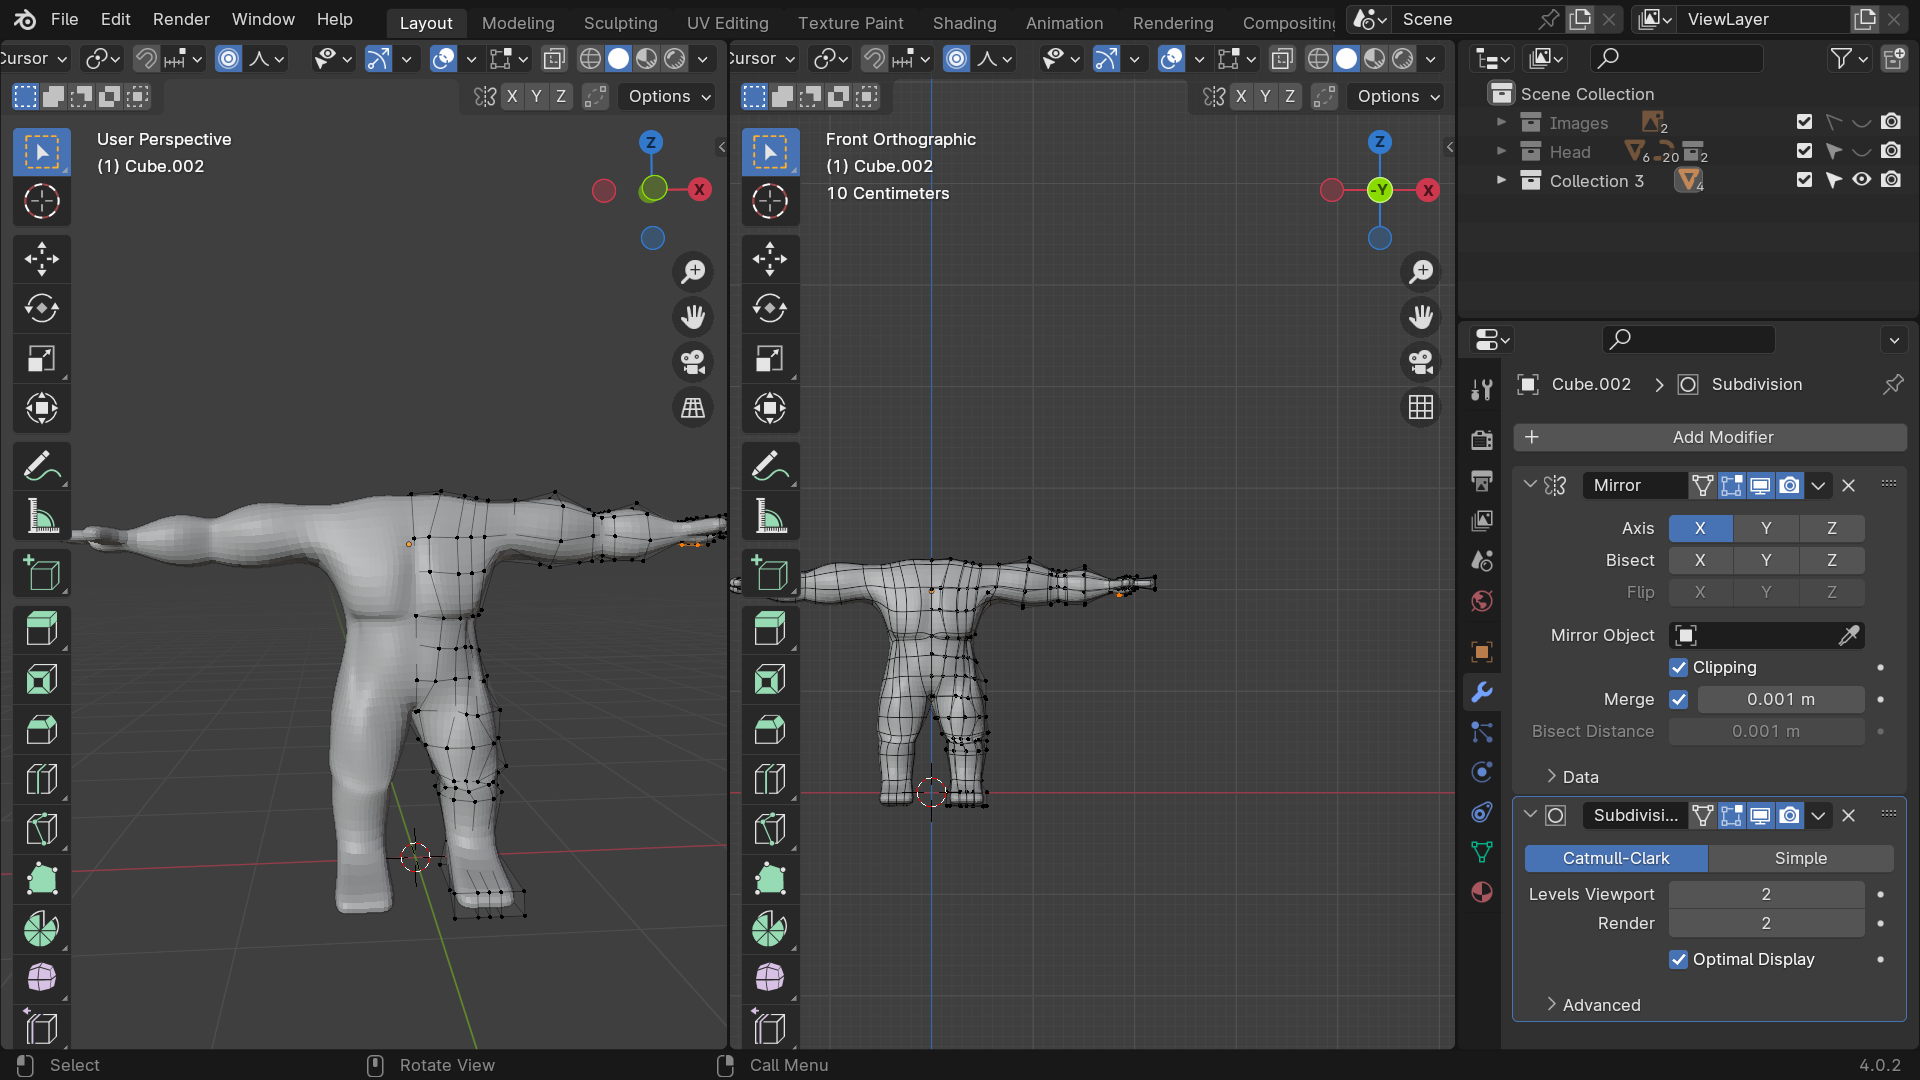 File Edit Render Window Help Layout Modeling Sculpting UV Editing Texture Paint Shading Animation Rendering Compositing Scene ViewLayer
Cursor
Cursor
X Y Z Options
X Y Z Options
User Perspective
(1) Cube.002
Z
X
Front Orthographic
(1) Cube.002
10 Centimeters
Z
-Y
X
Scene Collection
Images 2
Head 6 20 2
Collection 3 4
Cube.002 > Subdivision
+ Add Modifier
Mirror
Axis X Y Z
Bisect X Y Z
Flip X Y Z
Mirror Object
Clipping
Merge 0.001 m
Bisect Distance 0.001 m
Data
Subdivisi...
Catmull-Clark Simple
Levels Viewport 2
Render 2
Optimal Display
Advanced
Select Rotate View Call Menu 4.0.2